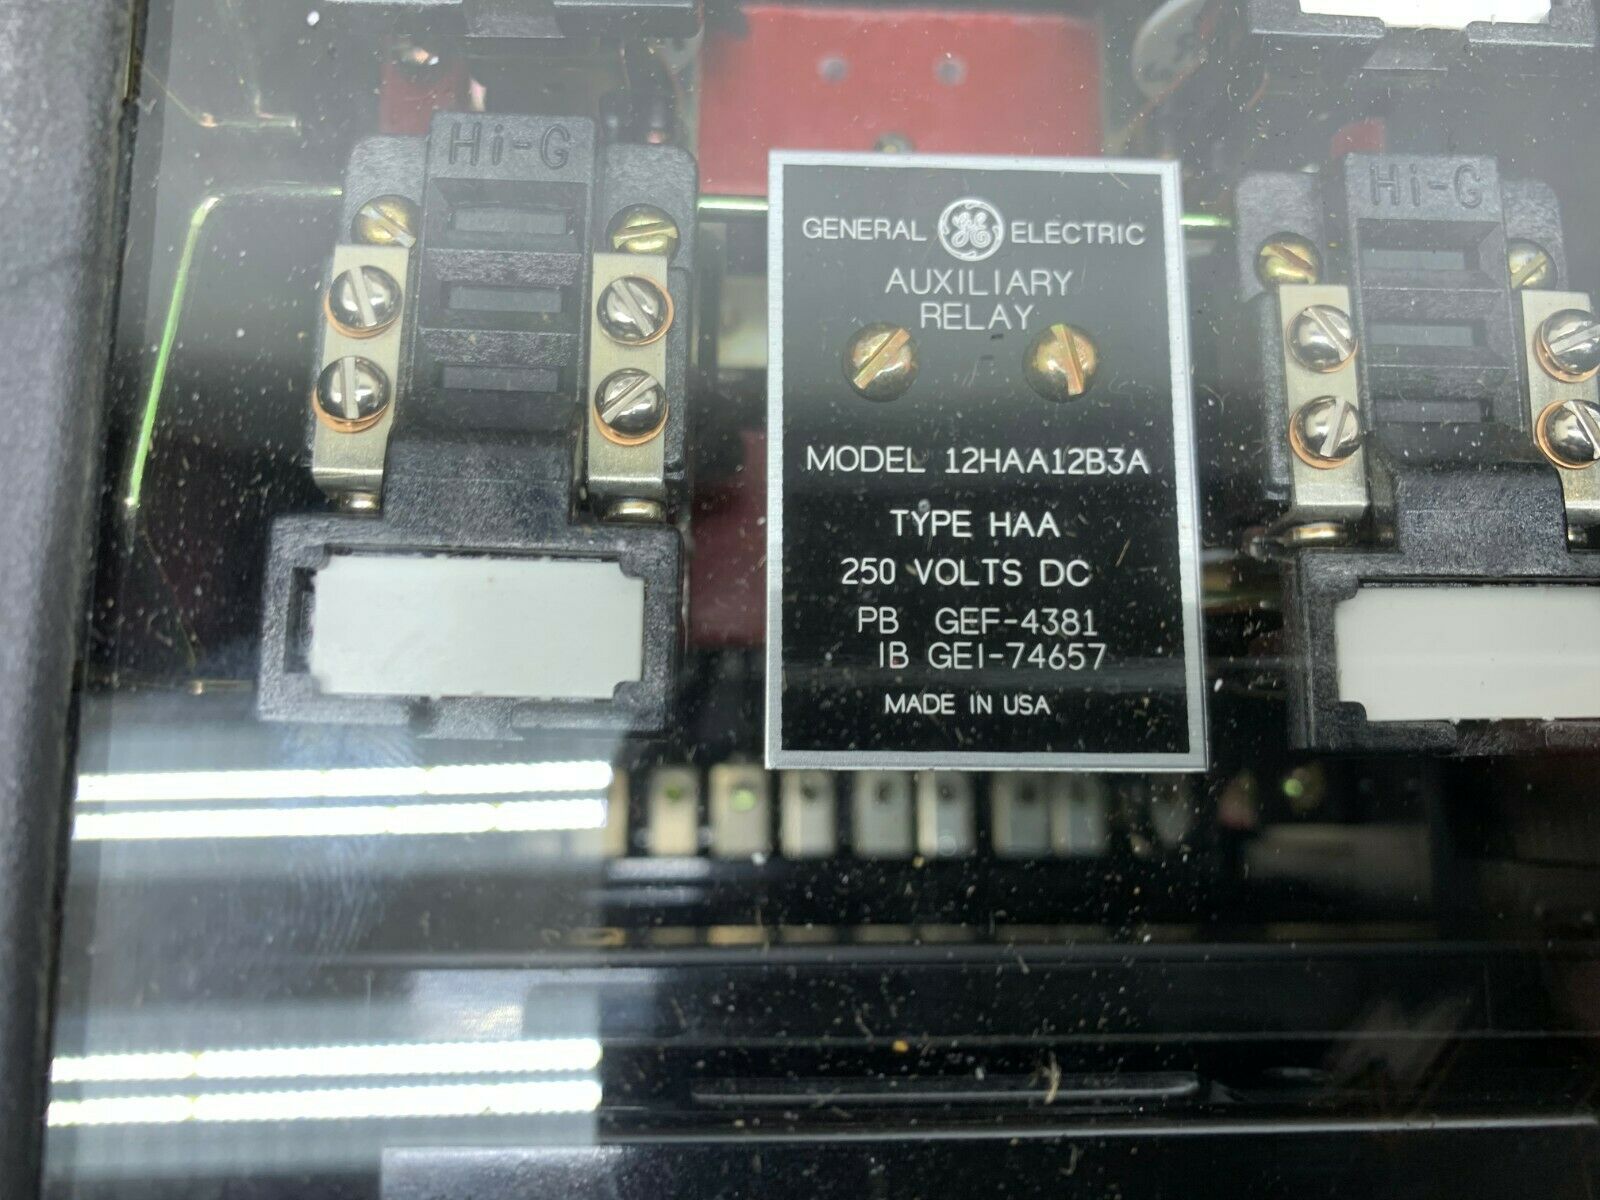 Hi-G
Hi-G
GENERAL GE ELECTRIC
AUXILIARY
RELAY
MODEL 12HAA12B3A
TYPE HAA
250 VOLTS DC
PB GEF-4381
IB GEI-74657
MADE IN USA